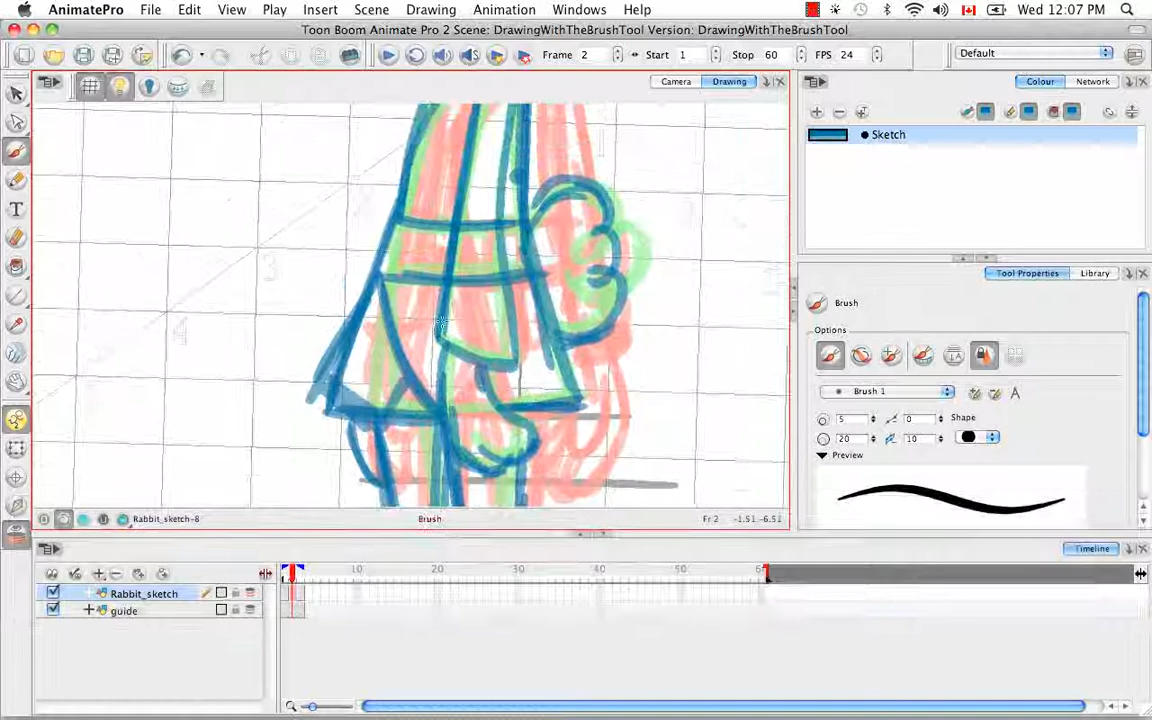 AnimatePro File Edit View Play Insert Scene Drawing Animation Windows Help Wed 12:07 PM
Toon Boom Animate Pro 2 Scene: DrawingWithTheBrushTool Version: DrawingWithTheBrushTool
Frame 2 Start 1 Stop 60 FPS 24 Default
Camera Drawing Colour Network
Sketch
3
4
Tool Properties Library
Brush
Options
Brush 1
5 0 Shape
20 10
Preview
Rabbit_sketch-8 Brush Fr 2 -1.51 -6.51
Timeline
10 20 30 40 50
Rabbit_sketch
guide